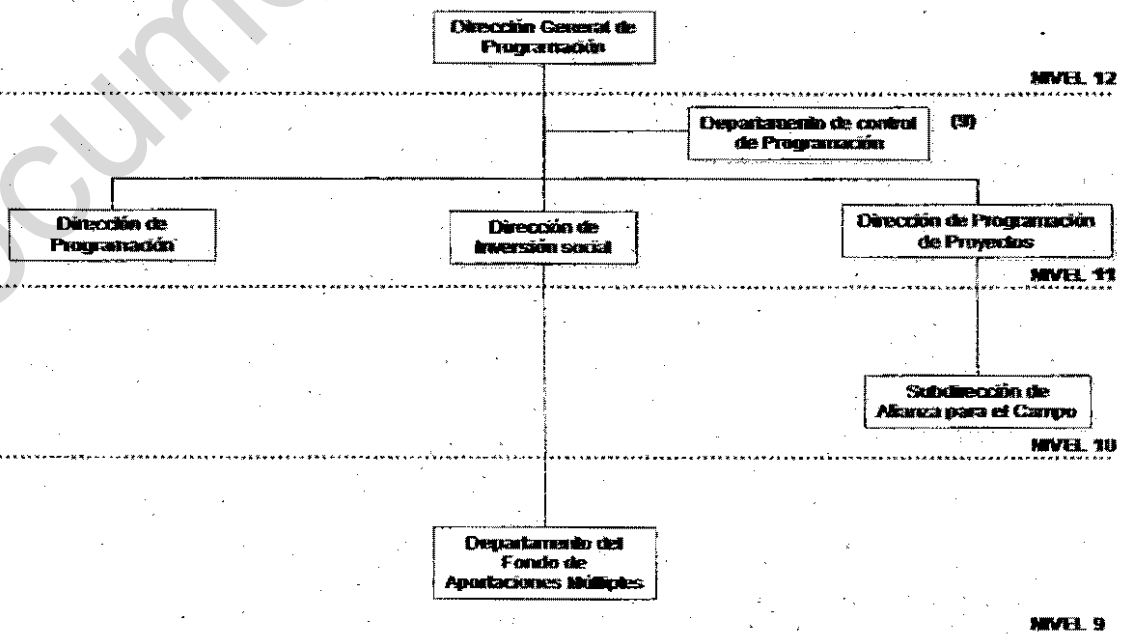 Dirección General de
Programación
NIVEL 12
Departamento de control
de Programación
(9)
Dirección de
Programación
Dirección de
Inversión social
Dirección de Programación
de Proyectos
NIVEL 11
Subdirección de
Alianza para el Campo
NIVEL 10
Departamento del
Fondo de
Aportaciones Múltiples
NIVEL 9